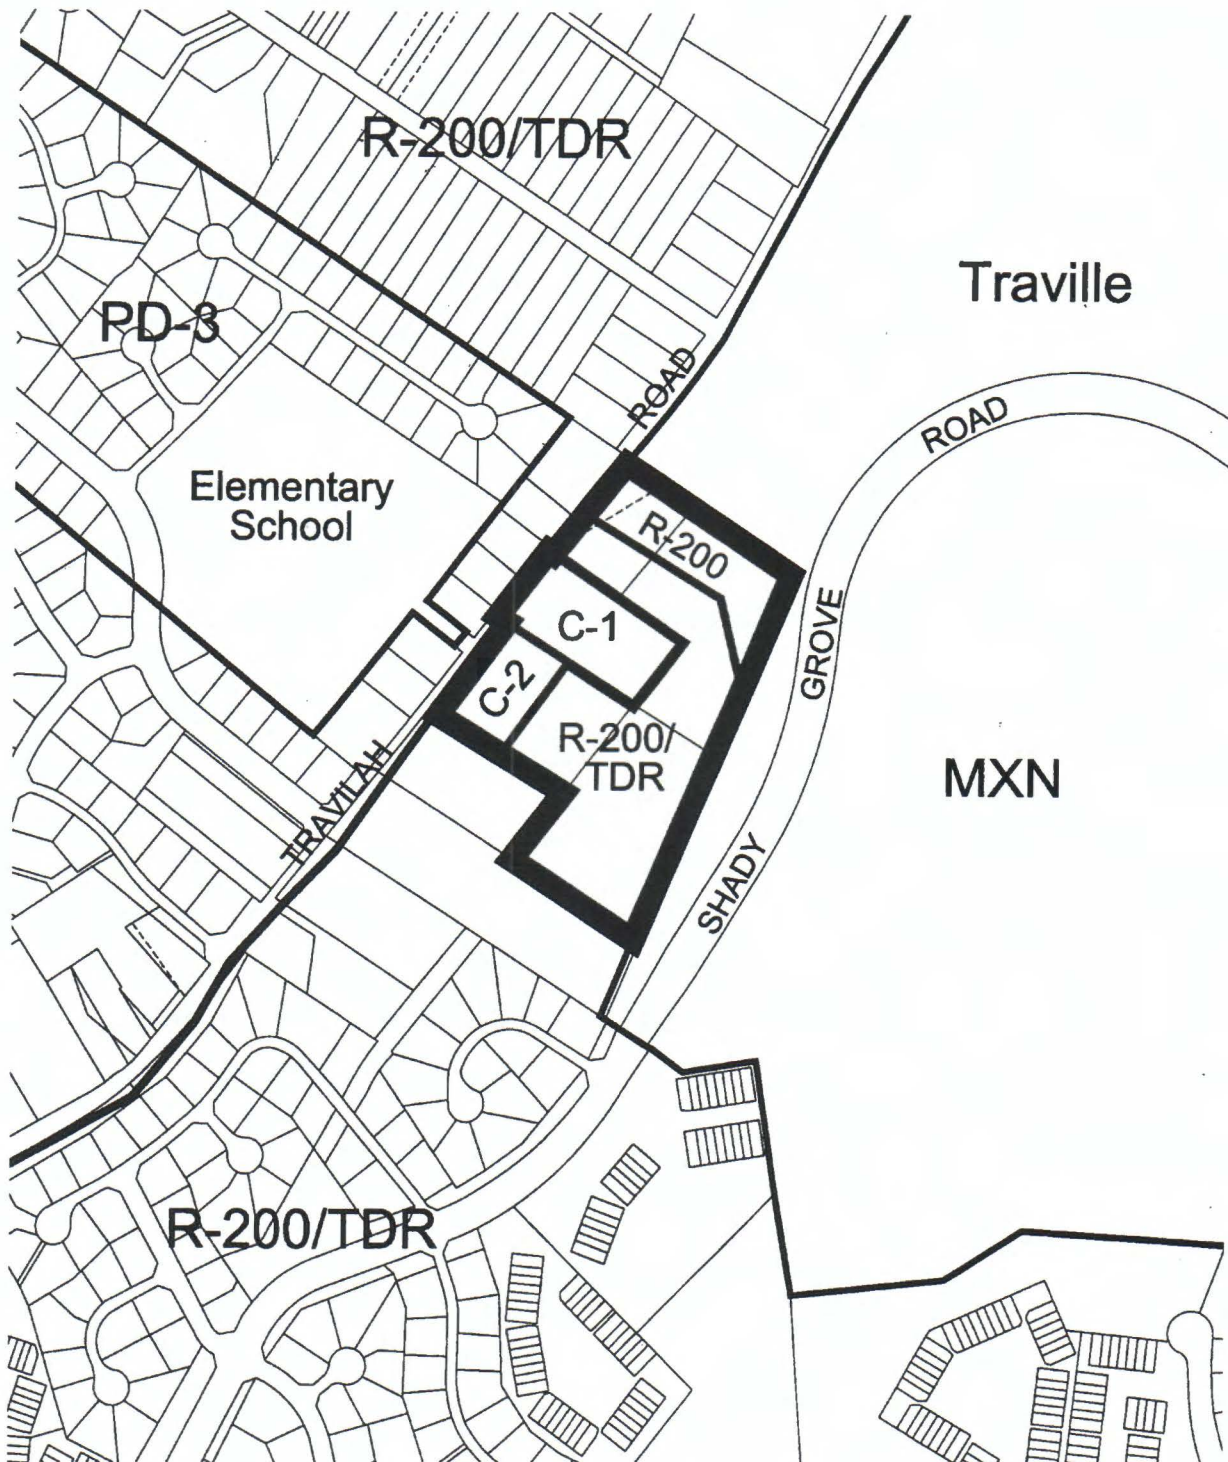 R-200/TDR
Traville
PD-3
ROAD
ROAD
Elementary
School
R-200
C-1
GROVE
C-2
R-200/
TDR
MXN
TRAVILAH
SHADY
R-200/TDR